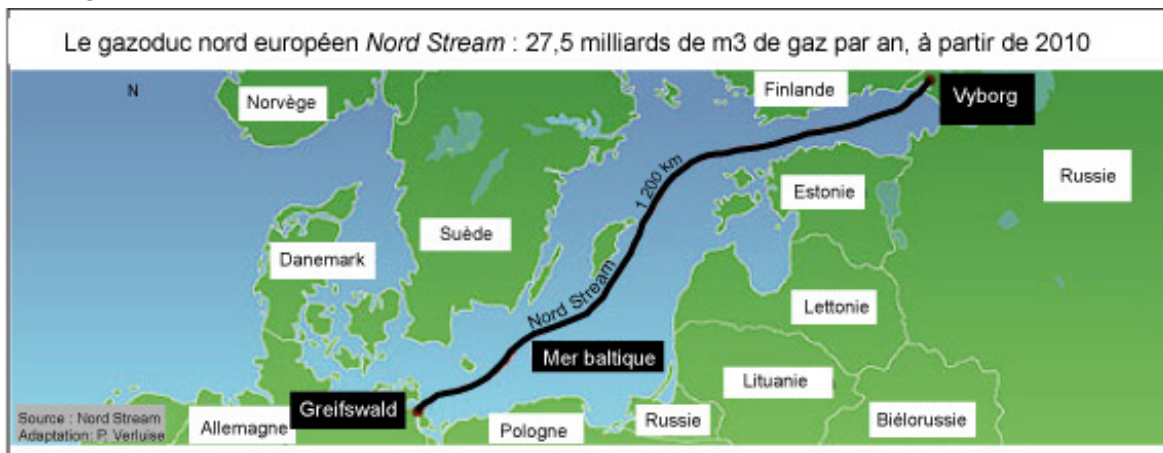 Le gazoduc nord européen Nord Stream : 27,5 milliards de m3 de gaz par an, à partir de 2010
N
Norvège
Finlande
Vyborg
Russie
1 200 km
Estonie
Suède
Danemark
Nord Stream
Lettonie
Mer baltique
Lituanie
Greifswald
Source : Nord Stream
Adaptation: P. Verluise
Allemagne
Pologne
Russie
Biélorussie